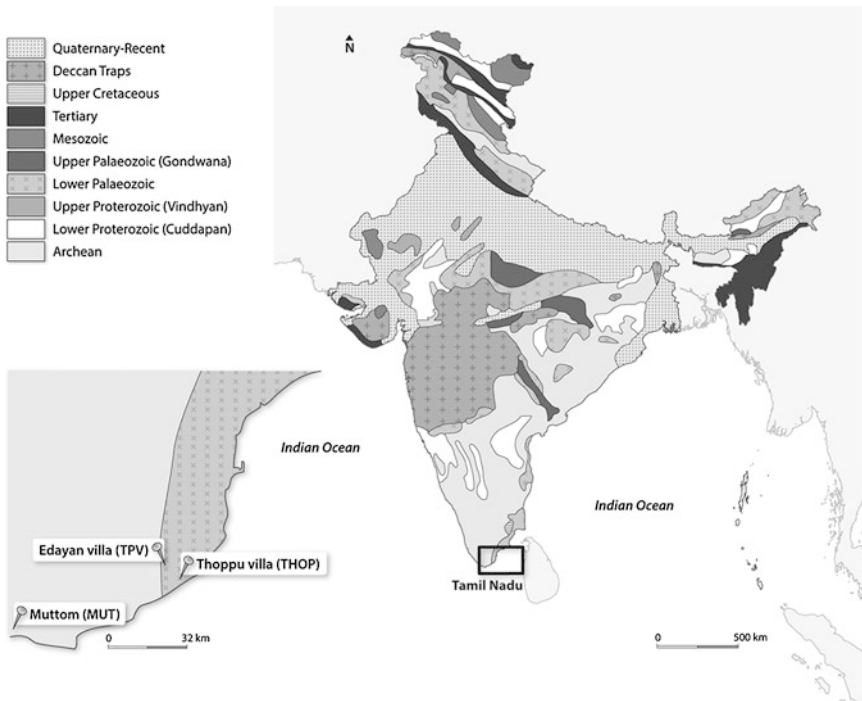 N
Quaternary-Recent
Deccan Traps
Upper Cretaceous
Tertiary
Mesozoic
Upper Palaeozoic (Gondwana)
Lower Palaeozoic
Upper Proterozoic (Vindhyan)
Lower Proterozoic (Cuddapan)
Archean
Indian Ocean
Indian Ocean
Edayan villa (TPV)
Thoppu villa (THOP)
Tamil Nadu
Muttom (MUT)
0 32 km
0 500 km